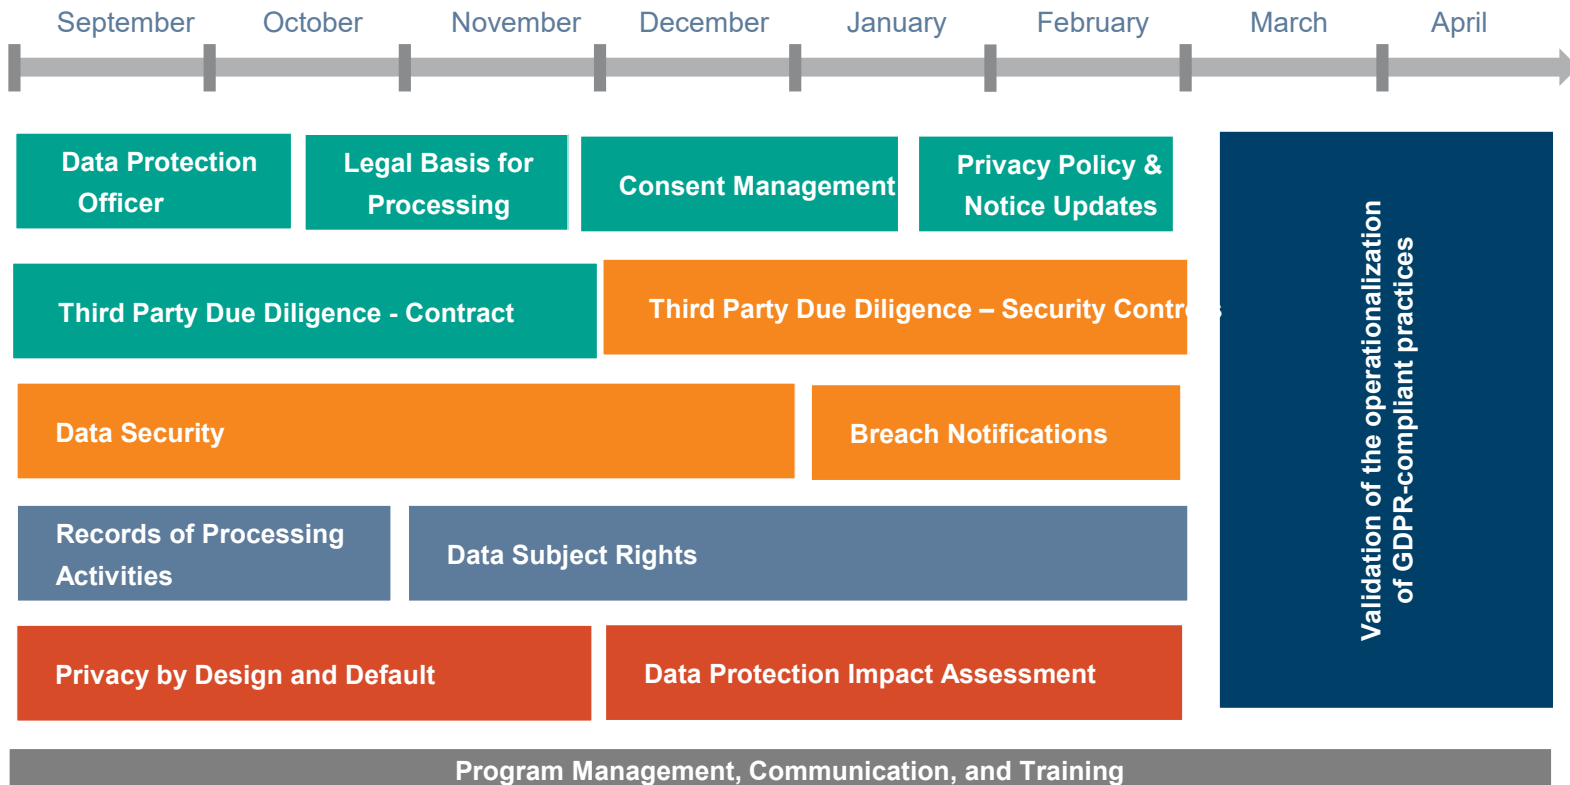 September October November December January February March April
Data Protection
Officer
Legal Basis for
Processing
Consent Management
Privacy Policy &
Notice Updates
Third Party Due Diligence - Contract
Third Party Due Diligence – Security Controls
Data Security
Breach Notifications
Records of Processing
Activities
Data Subject Rights
Privacy by Design and Default
Data Protection Impact Assessment
Validation of the operationalization
of GDPR-compliant practices
Program Management, Communication, and Training